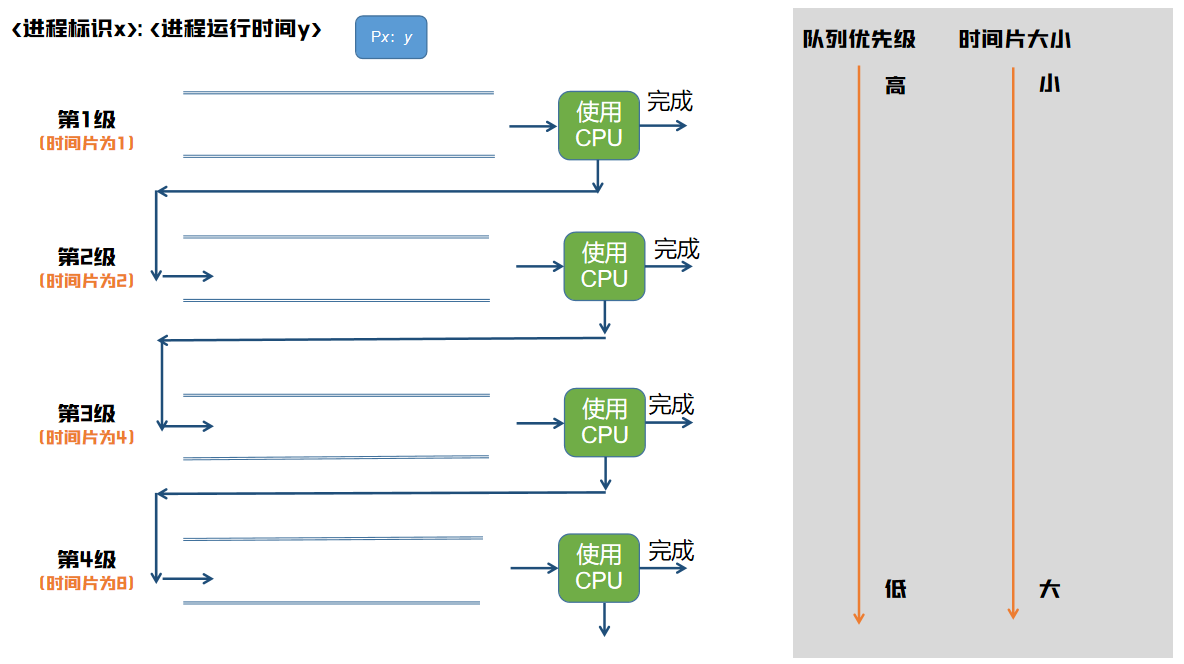 <进程标识x>: <进程运行时间y>
Px: y
队列优先级
时间片大小
高
小
第1级
(时间片为1)
使用
CPU
完成
第2级
(时间片为2)
使用
CPU
完成
第3级
(时间片为4)
使用
CPU
完成
第4级
(时间片为8)
使用
CPU
完成
低
大